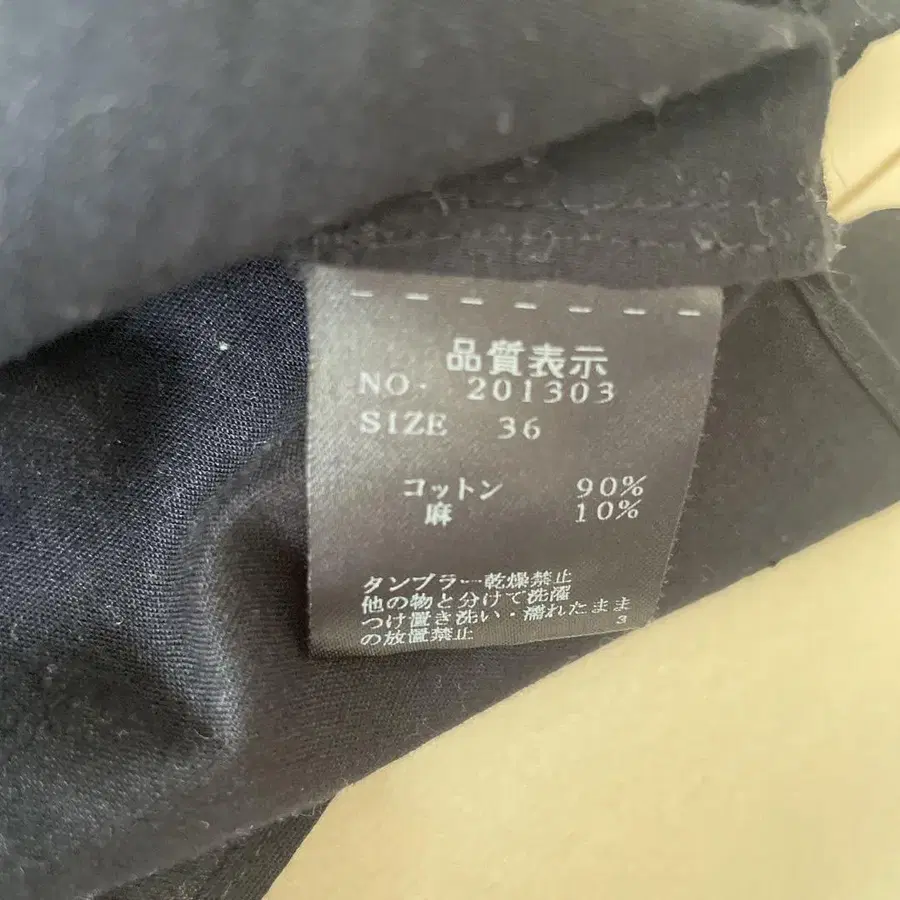 品質表示
NO. 201303
SIZE 36
コットン 90%
麻 10%
タンブラー乾燥禁止
他の物と分けて洗濯
つけ置き洗い・濡れたまま
の放置禁止
3